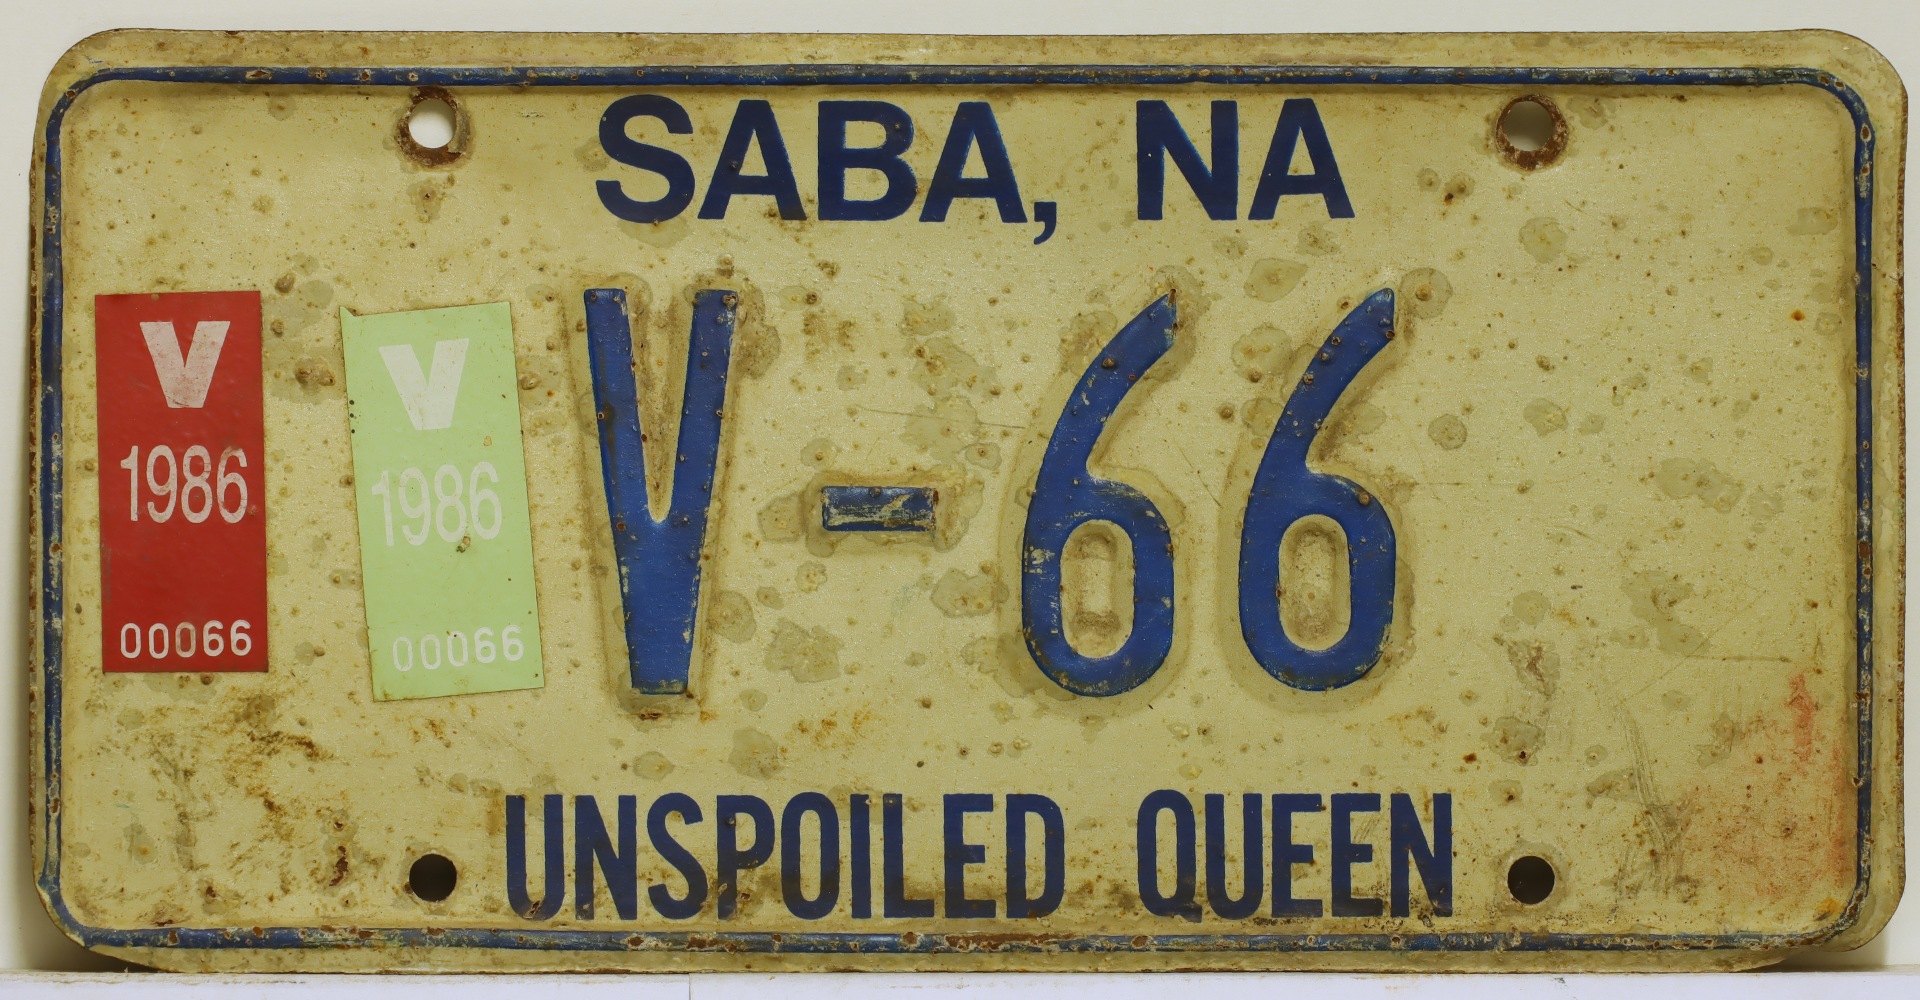 SABA, NA
V
1986
00066
V
1986
00066
V-66
UNSPOILED QUEEN